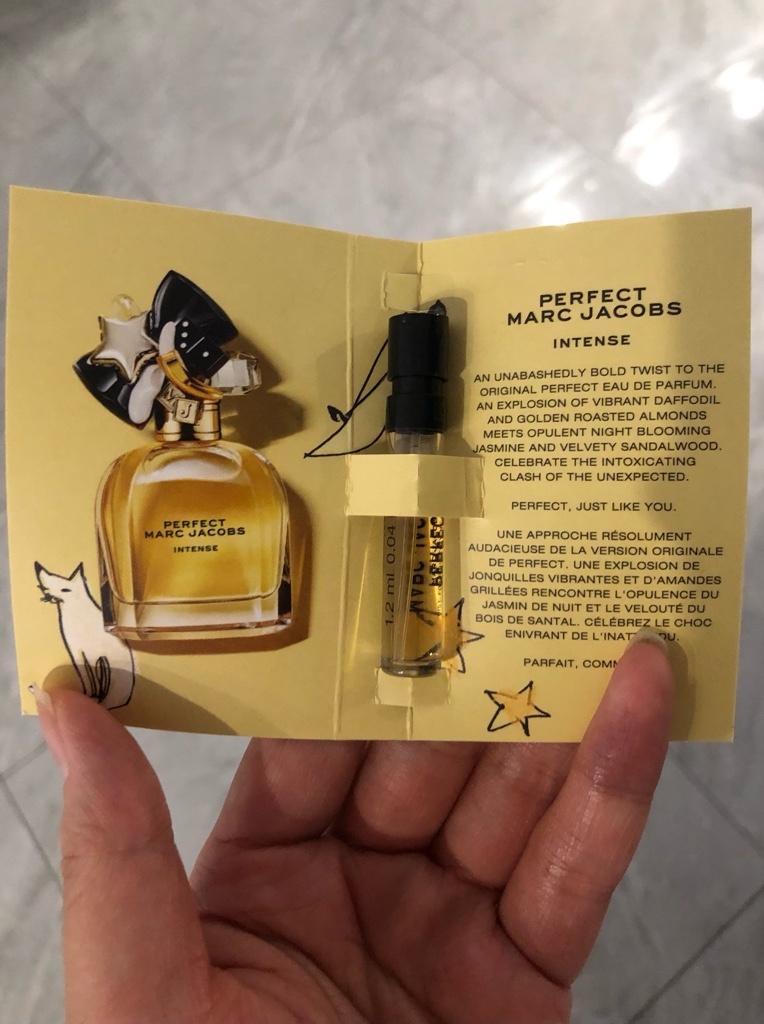 PERFECT
MARC JACOBS
INTENSE
1.2 ml 0.04
PERFECT
MARC JACOBS
INTENSE
AN UNABASHEDLY BOLD TWIST TO THE
ORIGINAL PERFECT EAU DE PARFUM.
AN EXPLOSION OF VIBRANT DAFFODIL
AND GOLDEN ROASTED ALMONDS
MEETS OPULENT NIGHT BLOOMING
JASMINE AND VELVETY SANDALWOOD.
CELEBRATE THE INTOXICATING
CLASH OF THE UNEXPECTED.
PERFECT, JUST LIKE YOU.
UNE APPROCHE RÉSOLUMENT
AUDACIEUSE DE LA VERSION ORIGINALE
DE PERFECT. UNE EXPLOSION DE
JONQUILLES VIBRANTES ET D'AMANDES
GRILLÉES RENCONTRE L'OPULENCE DU
JASMIN DE NUIT ET LE VELOUTÉ DU
BOIS DE SANTAL. CÉLÉBREZ LE CHOC
ENIVRANT DE
PARFAIT,